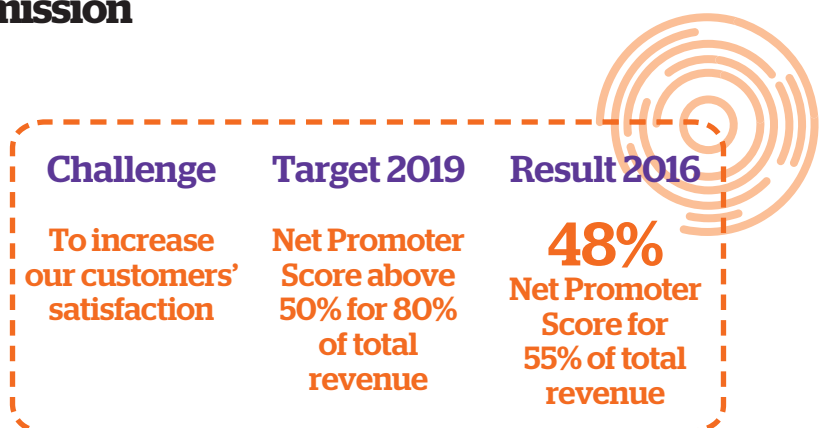 Challenge
To increase
our customers’
satisfaction
Target 2019
Net Promoter
Score above
50% for 80%
of total
revenue
Result 2016
48%
Net Promoter
Score for
55% of total
revenue